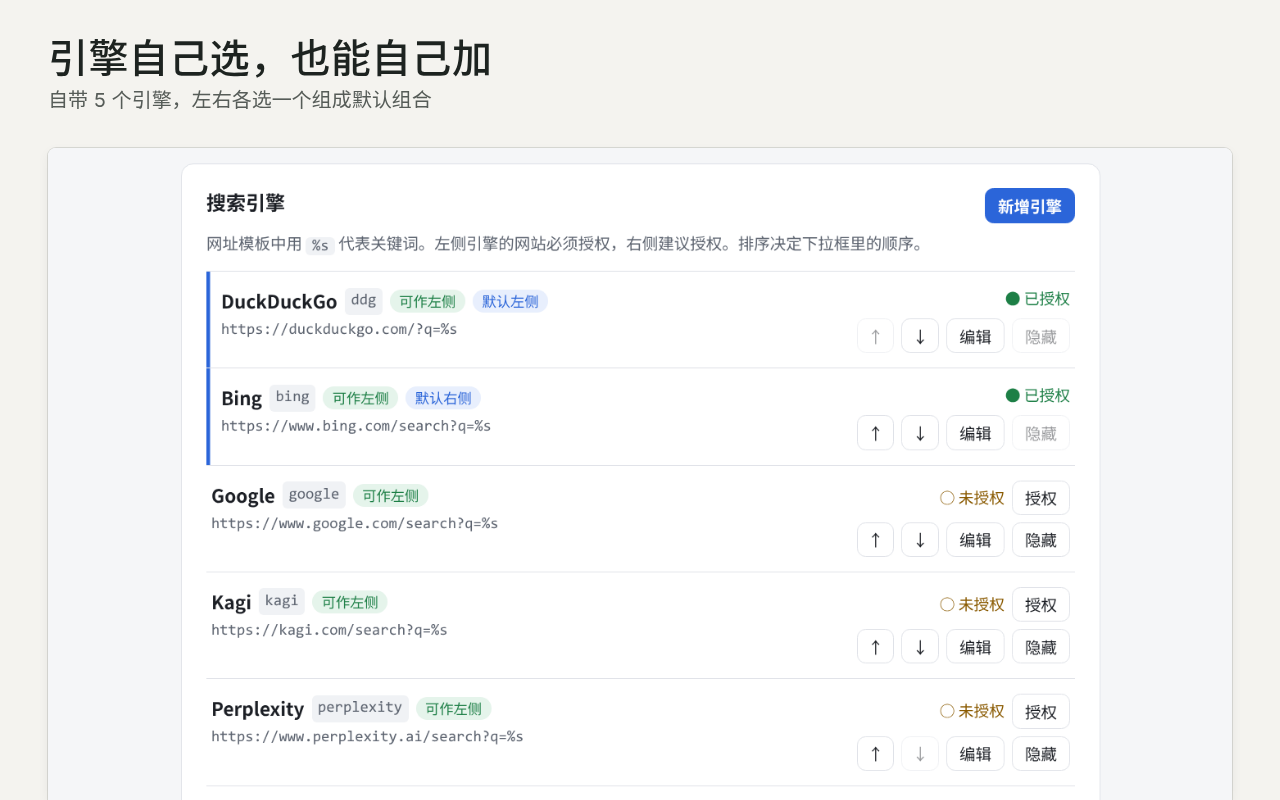 引擎自己选，也能自己加
自带 5 个引擎，左右各选一个组成默认组合
搜索引擎
新增引擎
网址模板中用 %s 代表关键词。左侧引擎的网站必须授权，右侧建议授权。排序决定下拉框里的顺序。
DuckDuckGo ddg 可作左侧 默认左侧
已授权
https://duckduckgo.com/?q=%s
↑ ↓ 编辑 隐藏
Bing bing 可作左侧 默认右侧
已授权
https://www.bing.com/search?q=%s
↑ ↓ 编辑 隐藏
Google google 可作左侧
未授权 授权
https://www.google.com/search?q=%s
↑ ↓ 编辑 隐藏
Kagi kagi 可作左侧
未授权 授权
https://kagi.com/search?q=%s
↑ ↓ 编辑 隐藏
Perplexity perplexity 可作左侧
未授权 授权
https://www.perplexity.ai/search?q=%s
↑ ↓ 编辑 隐藏